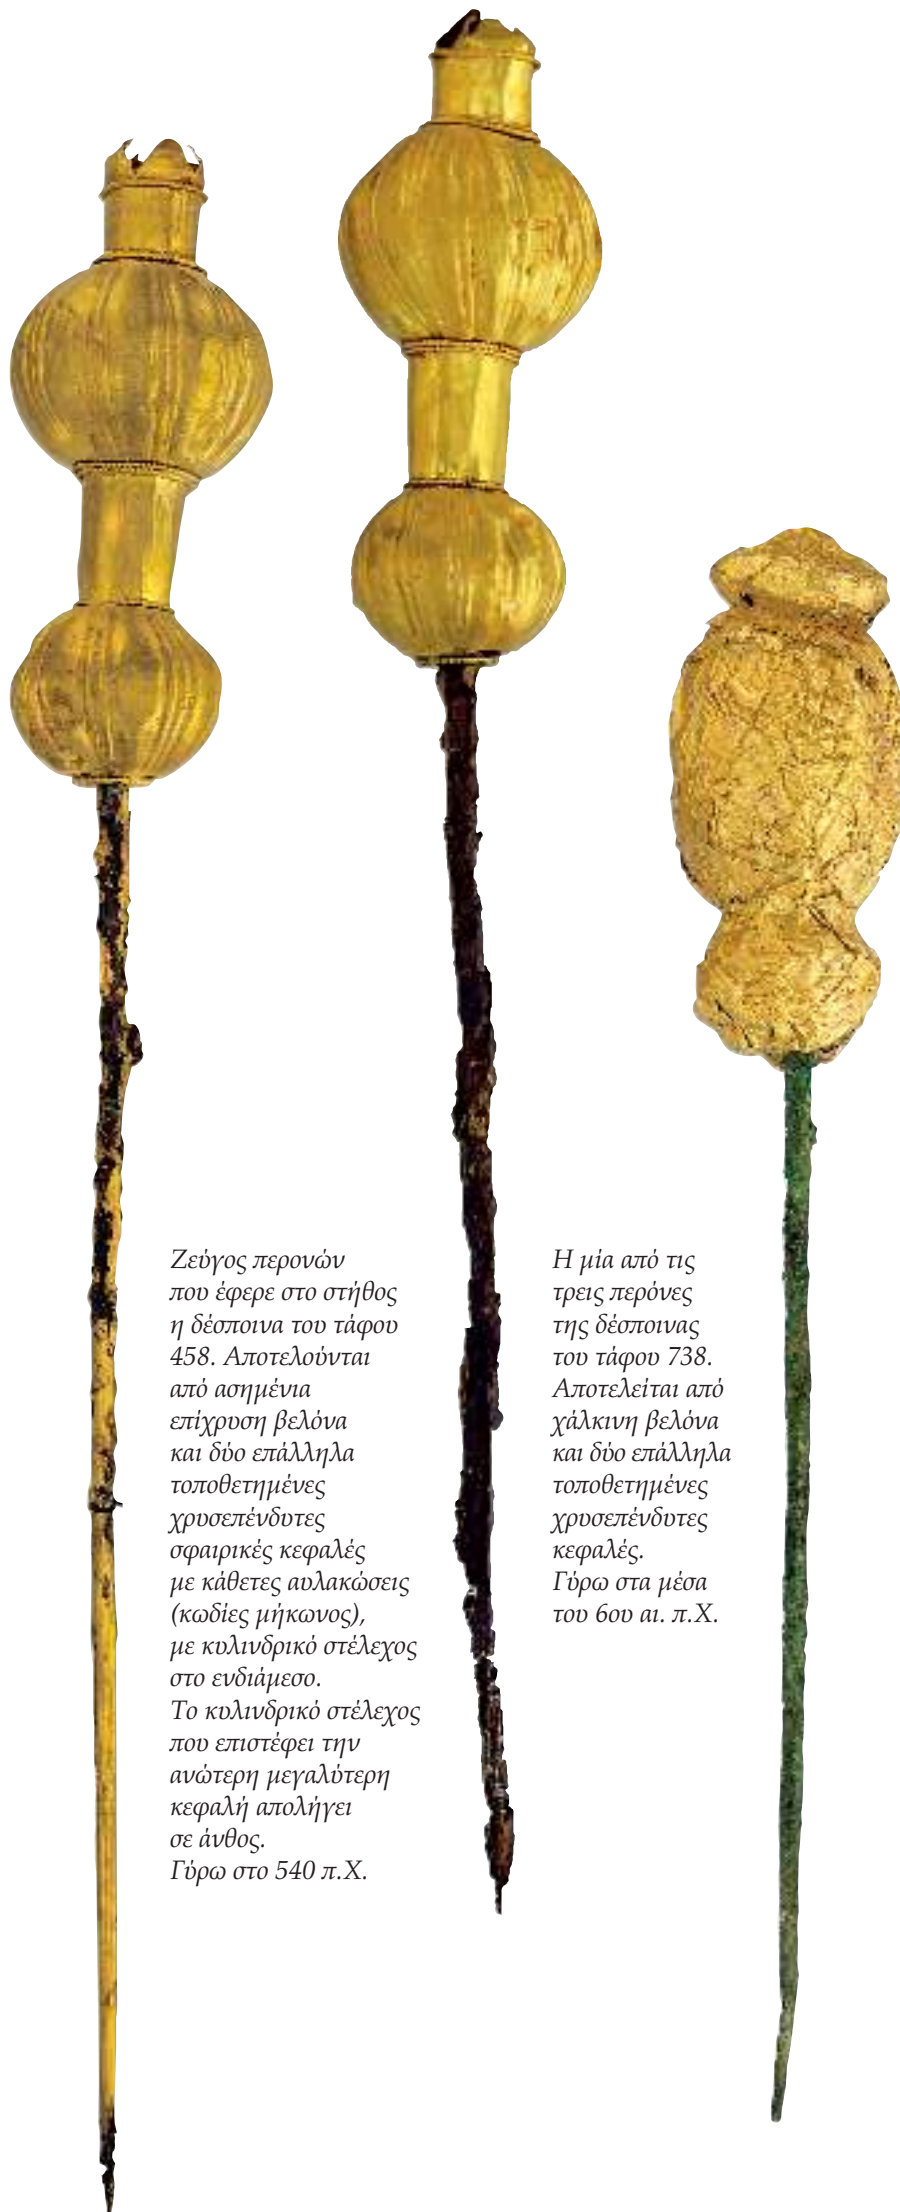 Ζεύγος περονών
που έφερε στο στήθος
η δέσποινα του τάφου
458. Αποτελούνται
από ασημένια
επίχρυση βελόνα
και δύο επάλληλα
τοποθετημένες
χρυσεπένδυτες
σφαιρικές κεφαλές
με κάθετες αυλακώσεις
(κωδίες μήκωνος),
με κυλινδρικό στέλεχος
στο ενδιάμεσο.
Το κυλινδρικό στέλεχος
που επιστέφει την
ανώτερη μεγαλύτερη
κεφαλή απολήγει
σε άνθος.
Γύρω στο 540 π.Χ.
Η μία από τις
τρεις περόνες
της δέσποινας
του τάφου 738.
Αποτελείται από
χάλκινη βελόνα
και δύο επάλληλα
τοποθετημένες
χρυσεπένδυτες
κεφαλές.
Γύρω στα μέσα
του 6ου αι. π.Χ.